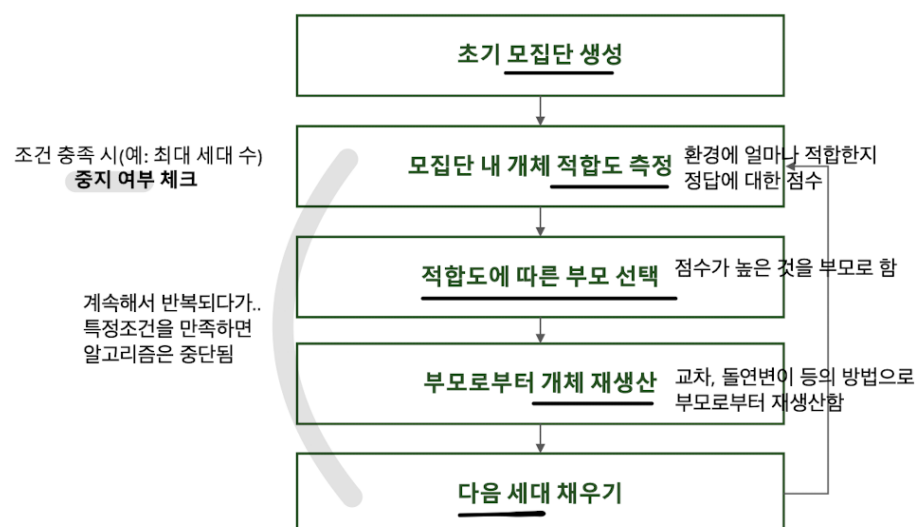 초기 모집단 생성
조건 충족 시(예: 최대 세대 수)
중지 여부 체크
모집단 내 개체 적합도 측정
환경에 얼마나 적합한지
정답에 대한 점수
적합도에 따른 부모 선택
점수가 높은 것을 부모로 함
계속해서 반복되다가..
특정조건을 만족하면
알고리즘은 중단됨
부모로부터 개체 재생산
교차, 돌연변이 등의 방법으로
부모로부터 재생산함
다음 세대 채우기